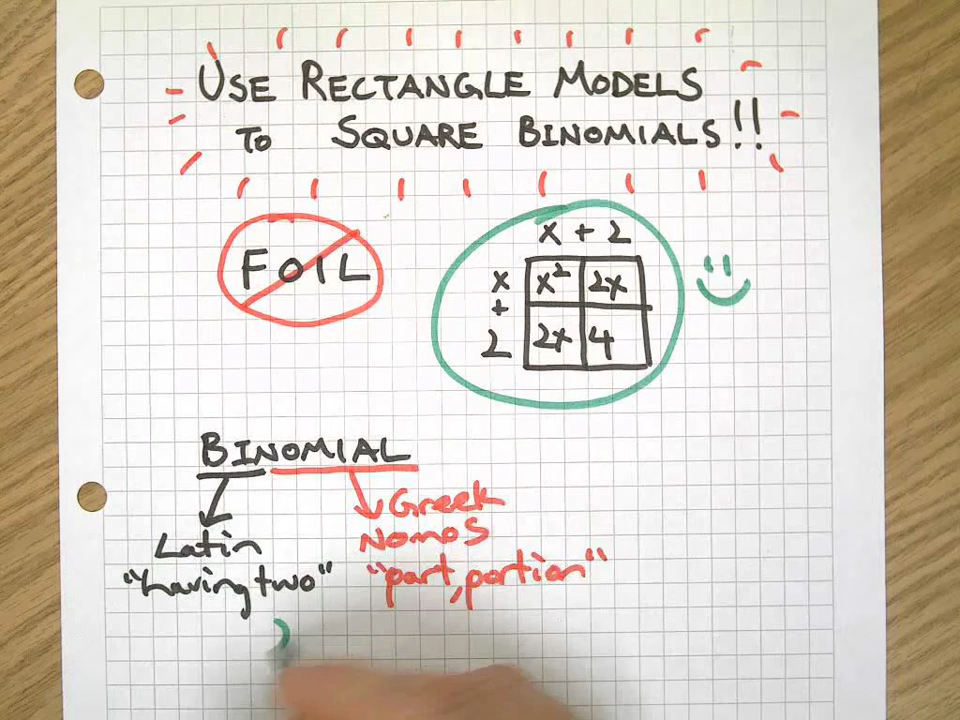 USE RECTANGLE MODELS
TO SQUARE BINOMIALS!!
FOIL
x + 2
x
+
2
x² 2x
2x 4
BINOMIAL
Latin
"having two"
Greek
Nomos
"part, portion"